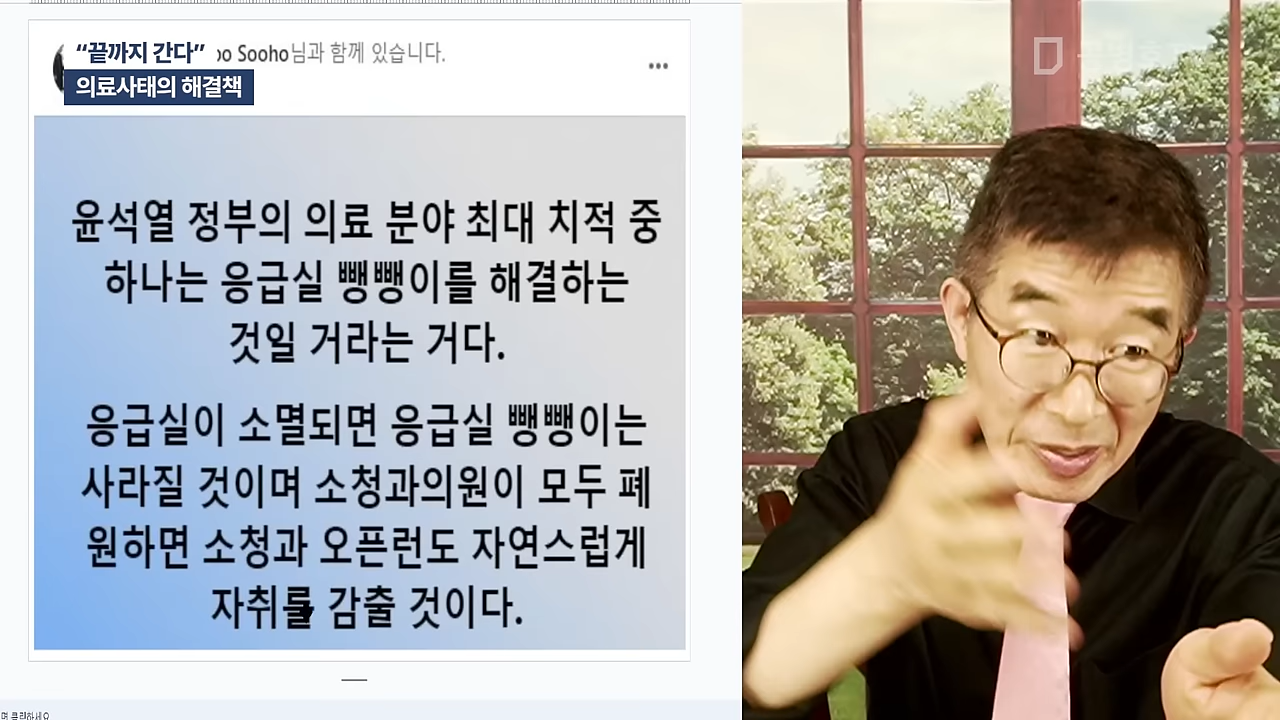 “끝까지 간다”
oo Sooho님과 함께 있습니다.
의료사태의 해결책
윤석열 정부의 의료 분야 최대 치적 중
하나는 응급실 뺑뺑이를 해결하는
것일 거라는 거다.
응급실이 소멸되면 응급실 뺑뺑이는
사라질 것이며 소청과의원이 모두 폐
원하면 소청과 오픈런도 자연스럽게
자취를 감출 것이다.